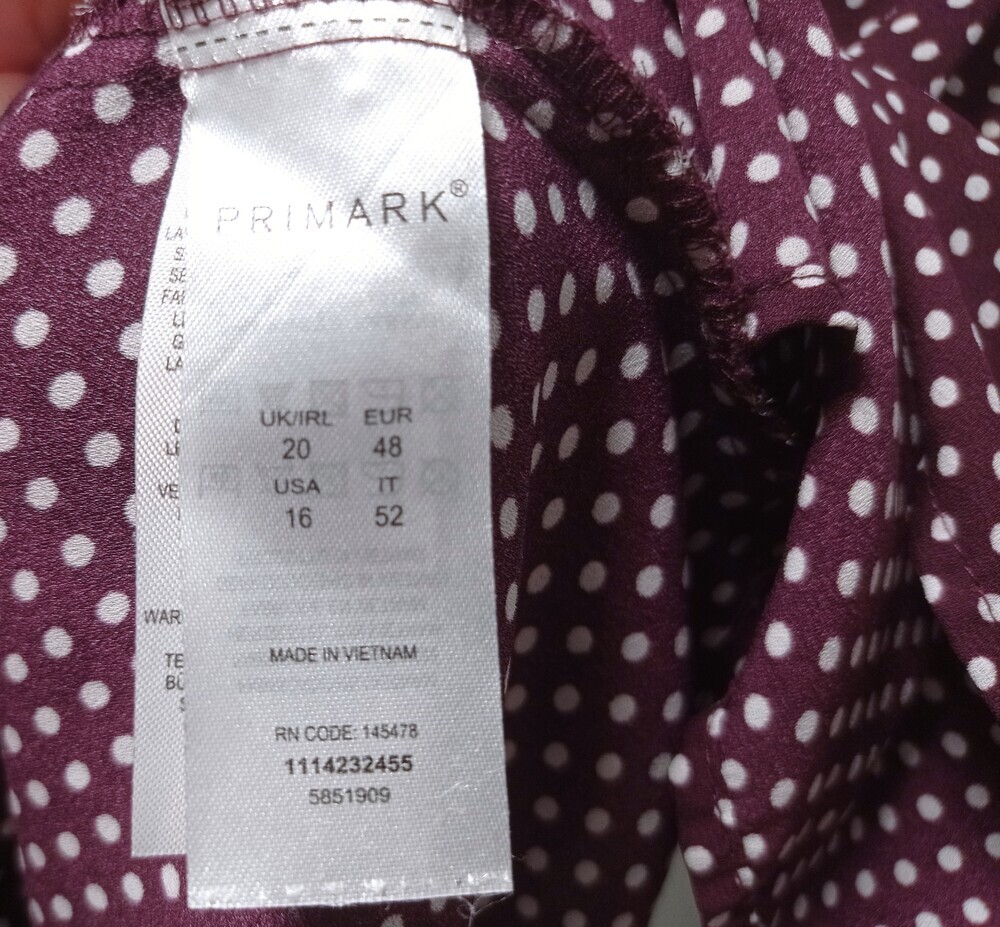 PRIMARK®
UK/IRL EUR
20 48
USA IT
16 52
MADE IN VIETNAM
RN CODE: 145478
1114232455
5851909